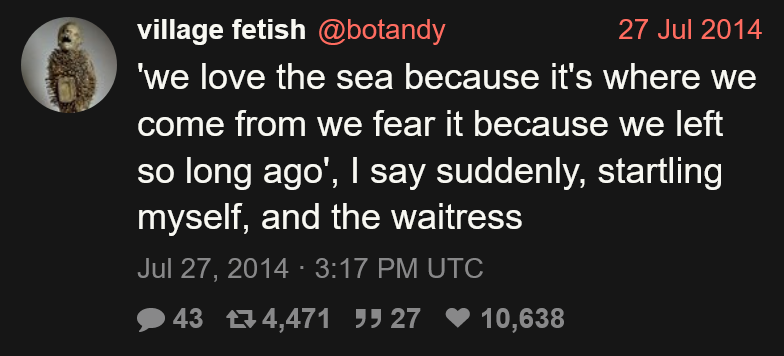 village fetish @botandy 27 Jul 2014
'we love the sea because it's where we
come from we fear it because we left
so long ago', I say suddenly, startling
myself, and the waitress
Jul 27, 2014 · 3:17 PM UTC
43 4,471 27 10,638